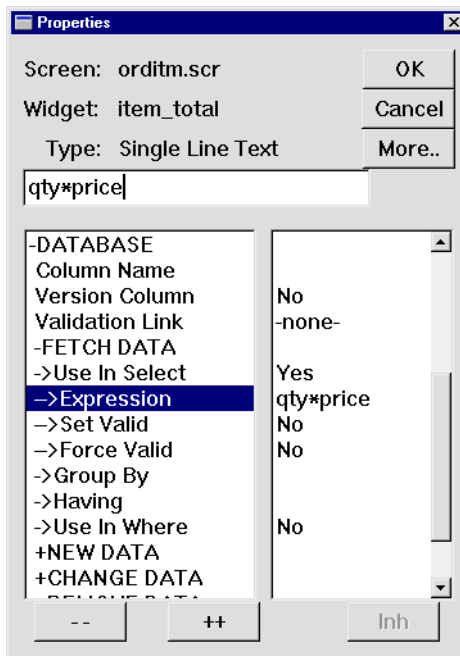 Properties
Screen: orditm.scr OK
Widget: item_total Cancel
Type: Single Line Text More..
qty*price
-DATABASE
Column Name
Version Column No
Validation Link -none-
-FETCH DATA
->Use In Select Yes
–>Expression qty*price
–>Set Valid No
–>Force Valid No
->Group By
->Having
->Use In Where No
+NEW DATA
+CHANGE DATA
-- ++ Inh